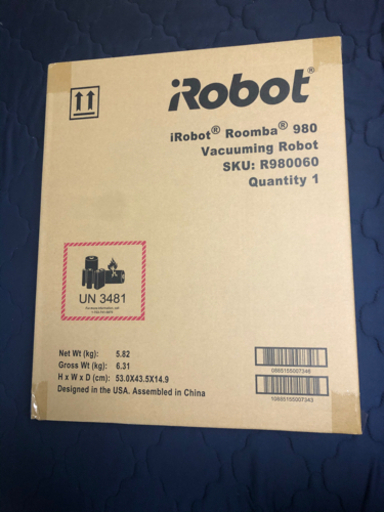 iRobot®
iRobot® Roomba® 980
Vacuuming Robot
SKU: R980060
Quantity 1
UN 3481
Net Wt (kg): 5.82
Gross Wt (kg): 6.31
H x W x D (cm): 53.0X43.5X14.9
Designed in the USA. Assembled in China